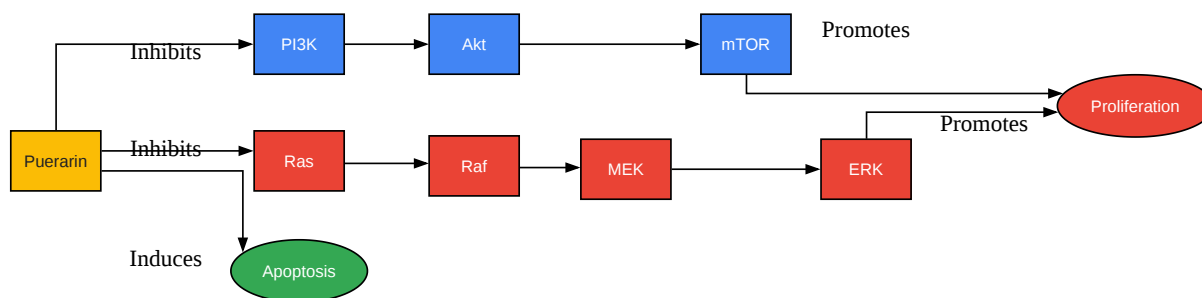 Promotes
Inhibits
PI3K
Akt
mTOR
Proliferation
Promotes
Puerarin
Inhibits
Ras
Raf
MEK
ERK
Induces
Apoptosis